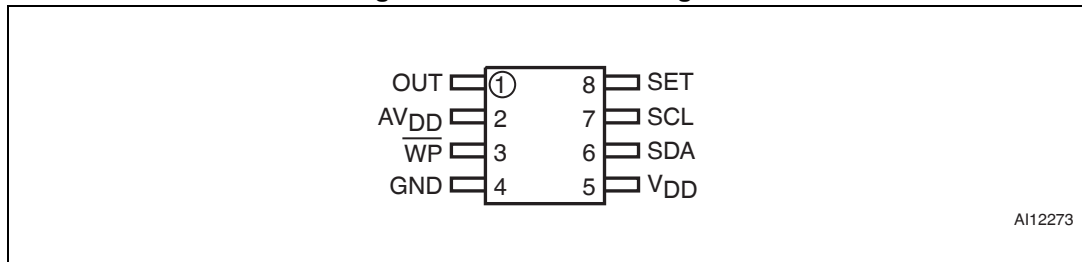 OUT 1 8 SET
AVDD 2 7 SCL
WP 3 6 SDA
GND 4 5 VDD
AI12273